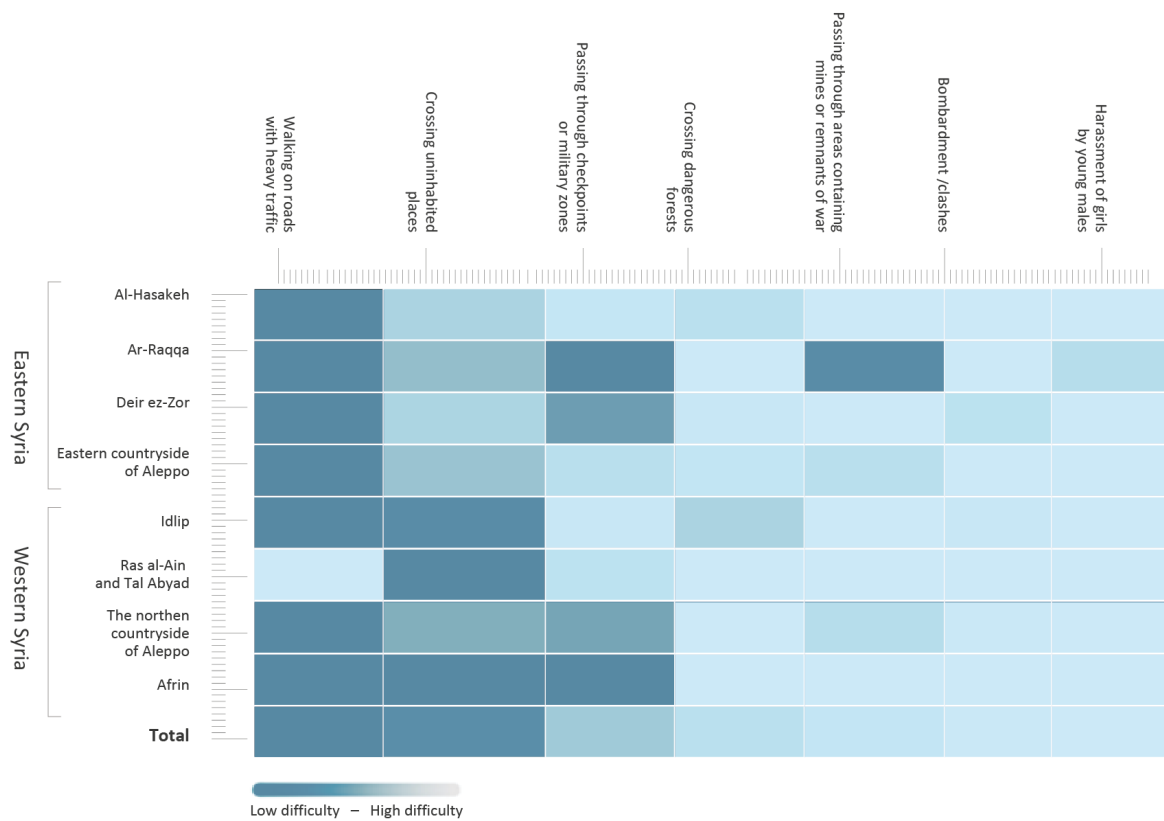 Walking on roads
with heavy traffic
Crossing uninhabited
places
Passing through checkpoints
or military zones
Crossing dangerous
forests
Passing through areas containing
mines or remnants of war
Bombardment /clashes
Harassment of girls
by young males
Eastern Syria
Al-Hasakeh
Ar-Raqqa
Deir ez-Zor
Eastern countryside
of Aleppo
Western Syria
Idlip
Ras al-Ain
and Tal Abyad
The northen
countryside
of Aleppo
Afrin
Total
Low difficulty – High difficulty